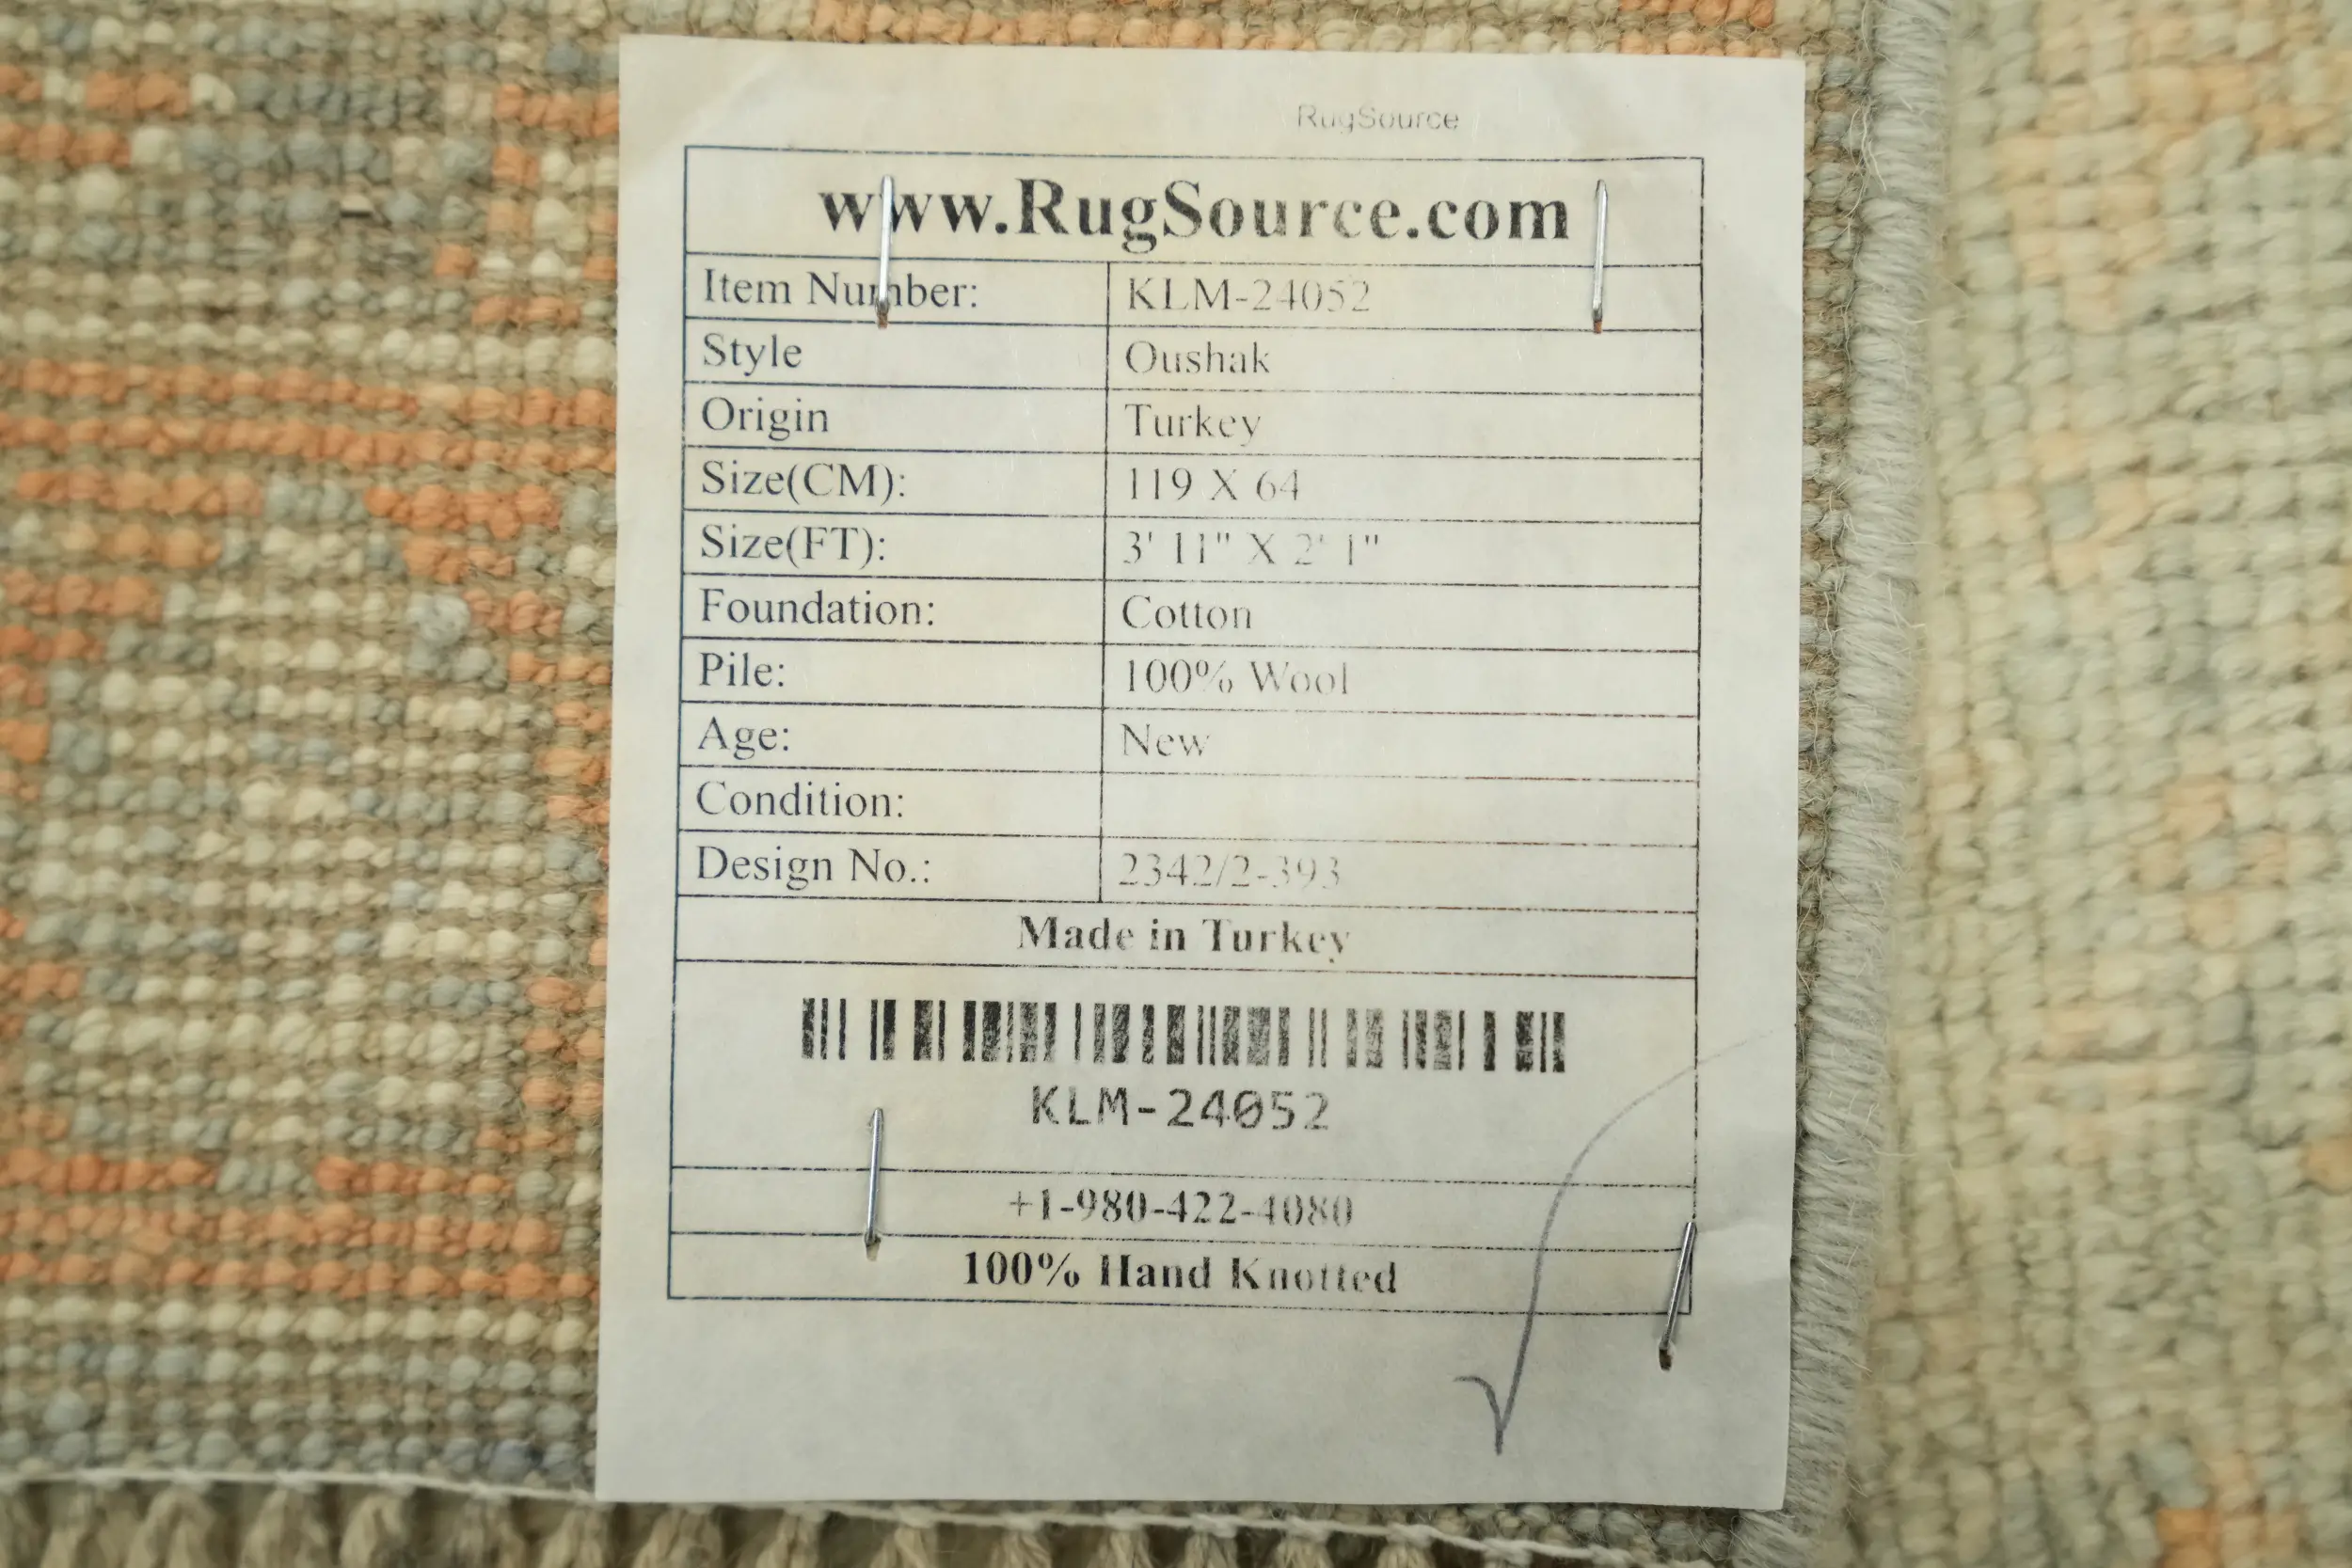 RugSource
www.RugSource.com
Item Number: KLM-24052
Style Oushak
Origin Turkey
Size(CM): 119 X 64
Size(FT): 3' 11" X 2' 1"
Foundation: Cotton
Pile: 100% Wool
Age: New
Condition:
Design No.: 2342/2-393
Made in Turkey
KLM-24052
+1-980-422-4080
100% Hand Knotted